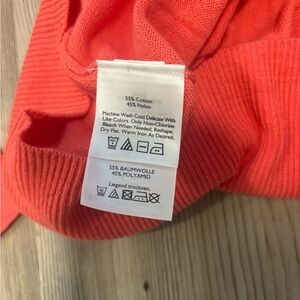 55% Cotton
45% Nylon
Machine Wash Cold Delicate With
Like Colors. Only Non-Chlorine
Bleach When Needed. Reshape,
Dry Flat. Warm Iron As Desired.
55% BAUMWOLLE
45% POLYAMID
Liegend trocknen.